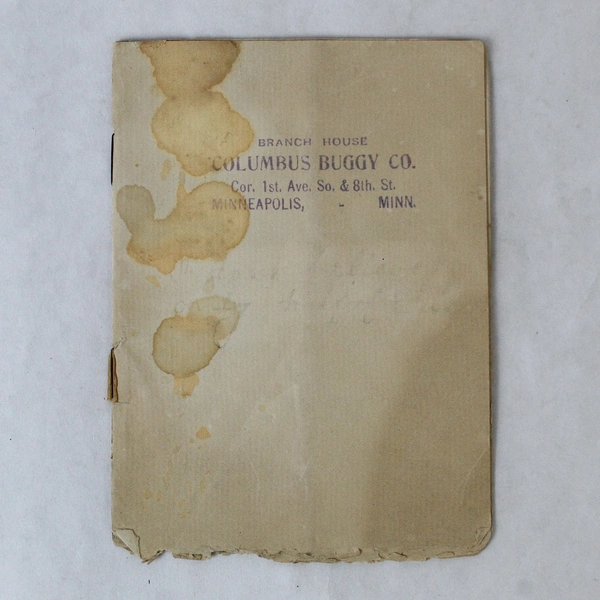 BRANCH HOUSE
COLUMBUS BUGGY CO.
Cor. 1st. Ave. So. & 8th. St.
MINNEAPOLIS, - MINN.